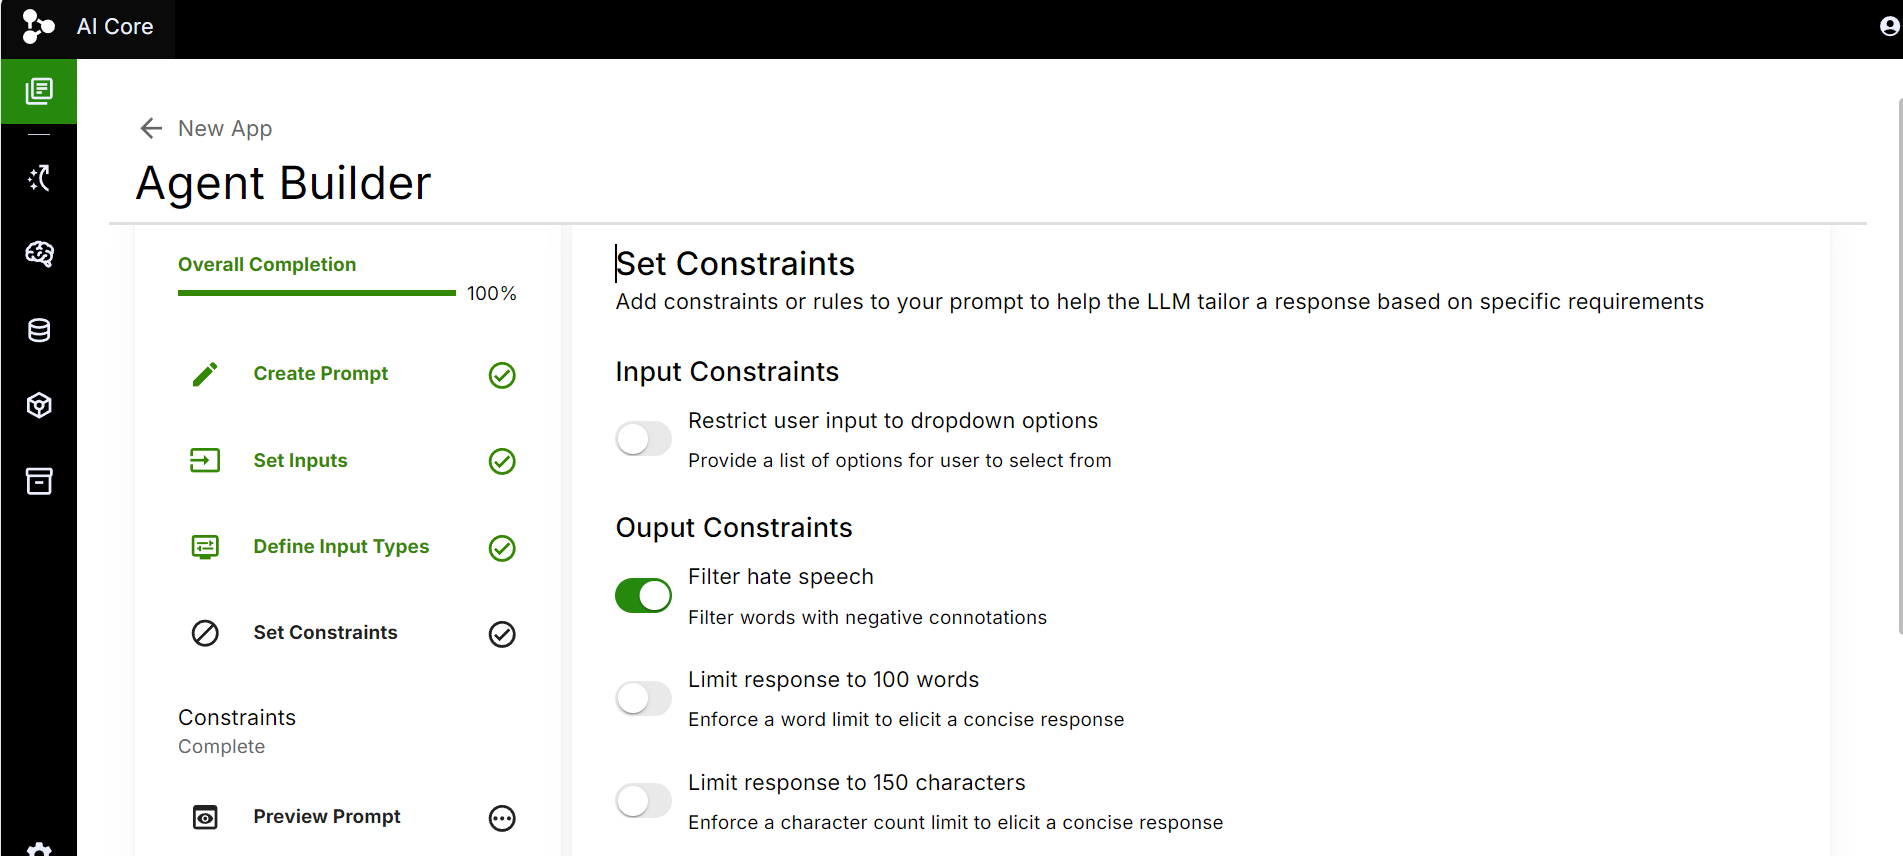 AI Core
New App
Agent Builder
Overall Completion
100%
Create Prompt
Set Inputs
Define Input Types
Set Constraints
Constraints
Complete
Preview Prompt
Set Constraints
Add constraints or rules to your prompt to help the LLM tailor a response based on specific requirements
Input Constraints
Restrict user input to dropdown options
Provide a list of options for user to select from
Ouput Constraints
Filter hate speech
Filter words with negative connotations
Limit response to 100 words
Enforce a word limit to elicit a concise response
Limit response to 150 characters
Enforce a character count limit to elicit a concise response